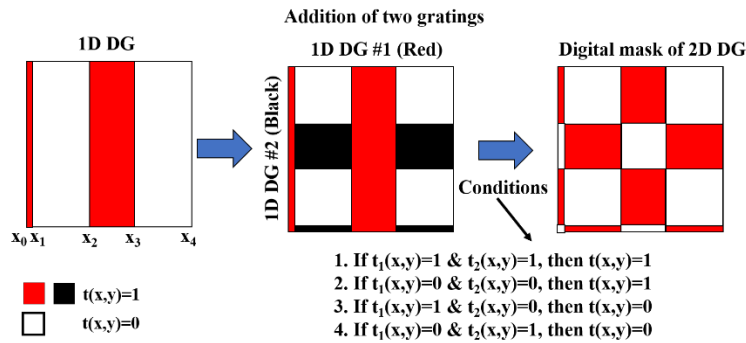 Addition of two gratings
1D DG
1D DG #1 (Red)
Digital mask of 2D DG
1D DG #2 (Black)
Conditions
x₀ x₁ x₂ x₃ x₄
1. If t₁(x,y)=1 & t₂(x,y)=1, then t(x,y)=1
2. If t₁(x,y)=0 & t₂(x,y)=0, then t(x,y)=1
3. If t₁(x,y)=1 & t₂(x,y)=0, then t(x,y)=0
4. If t₁(x,y)=0 & t₂(x,y)=1, then t(x,y)=0
t(x,y)=1
t(x,y)=0